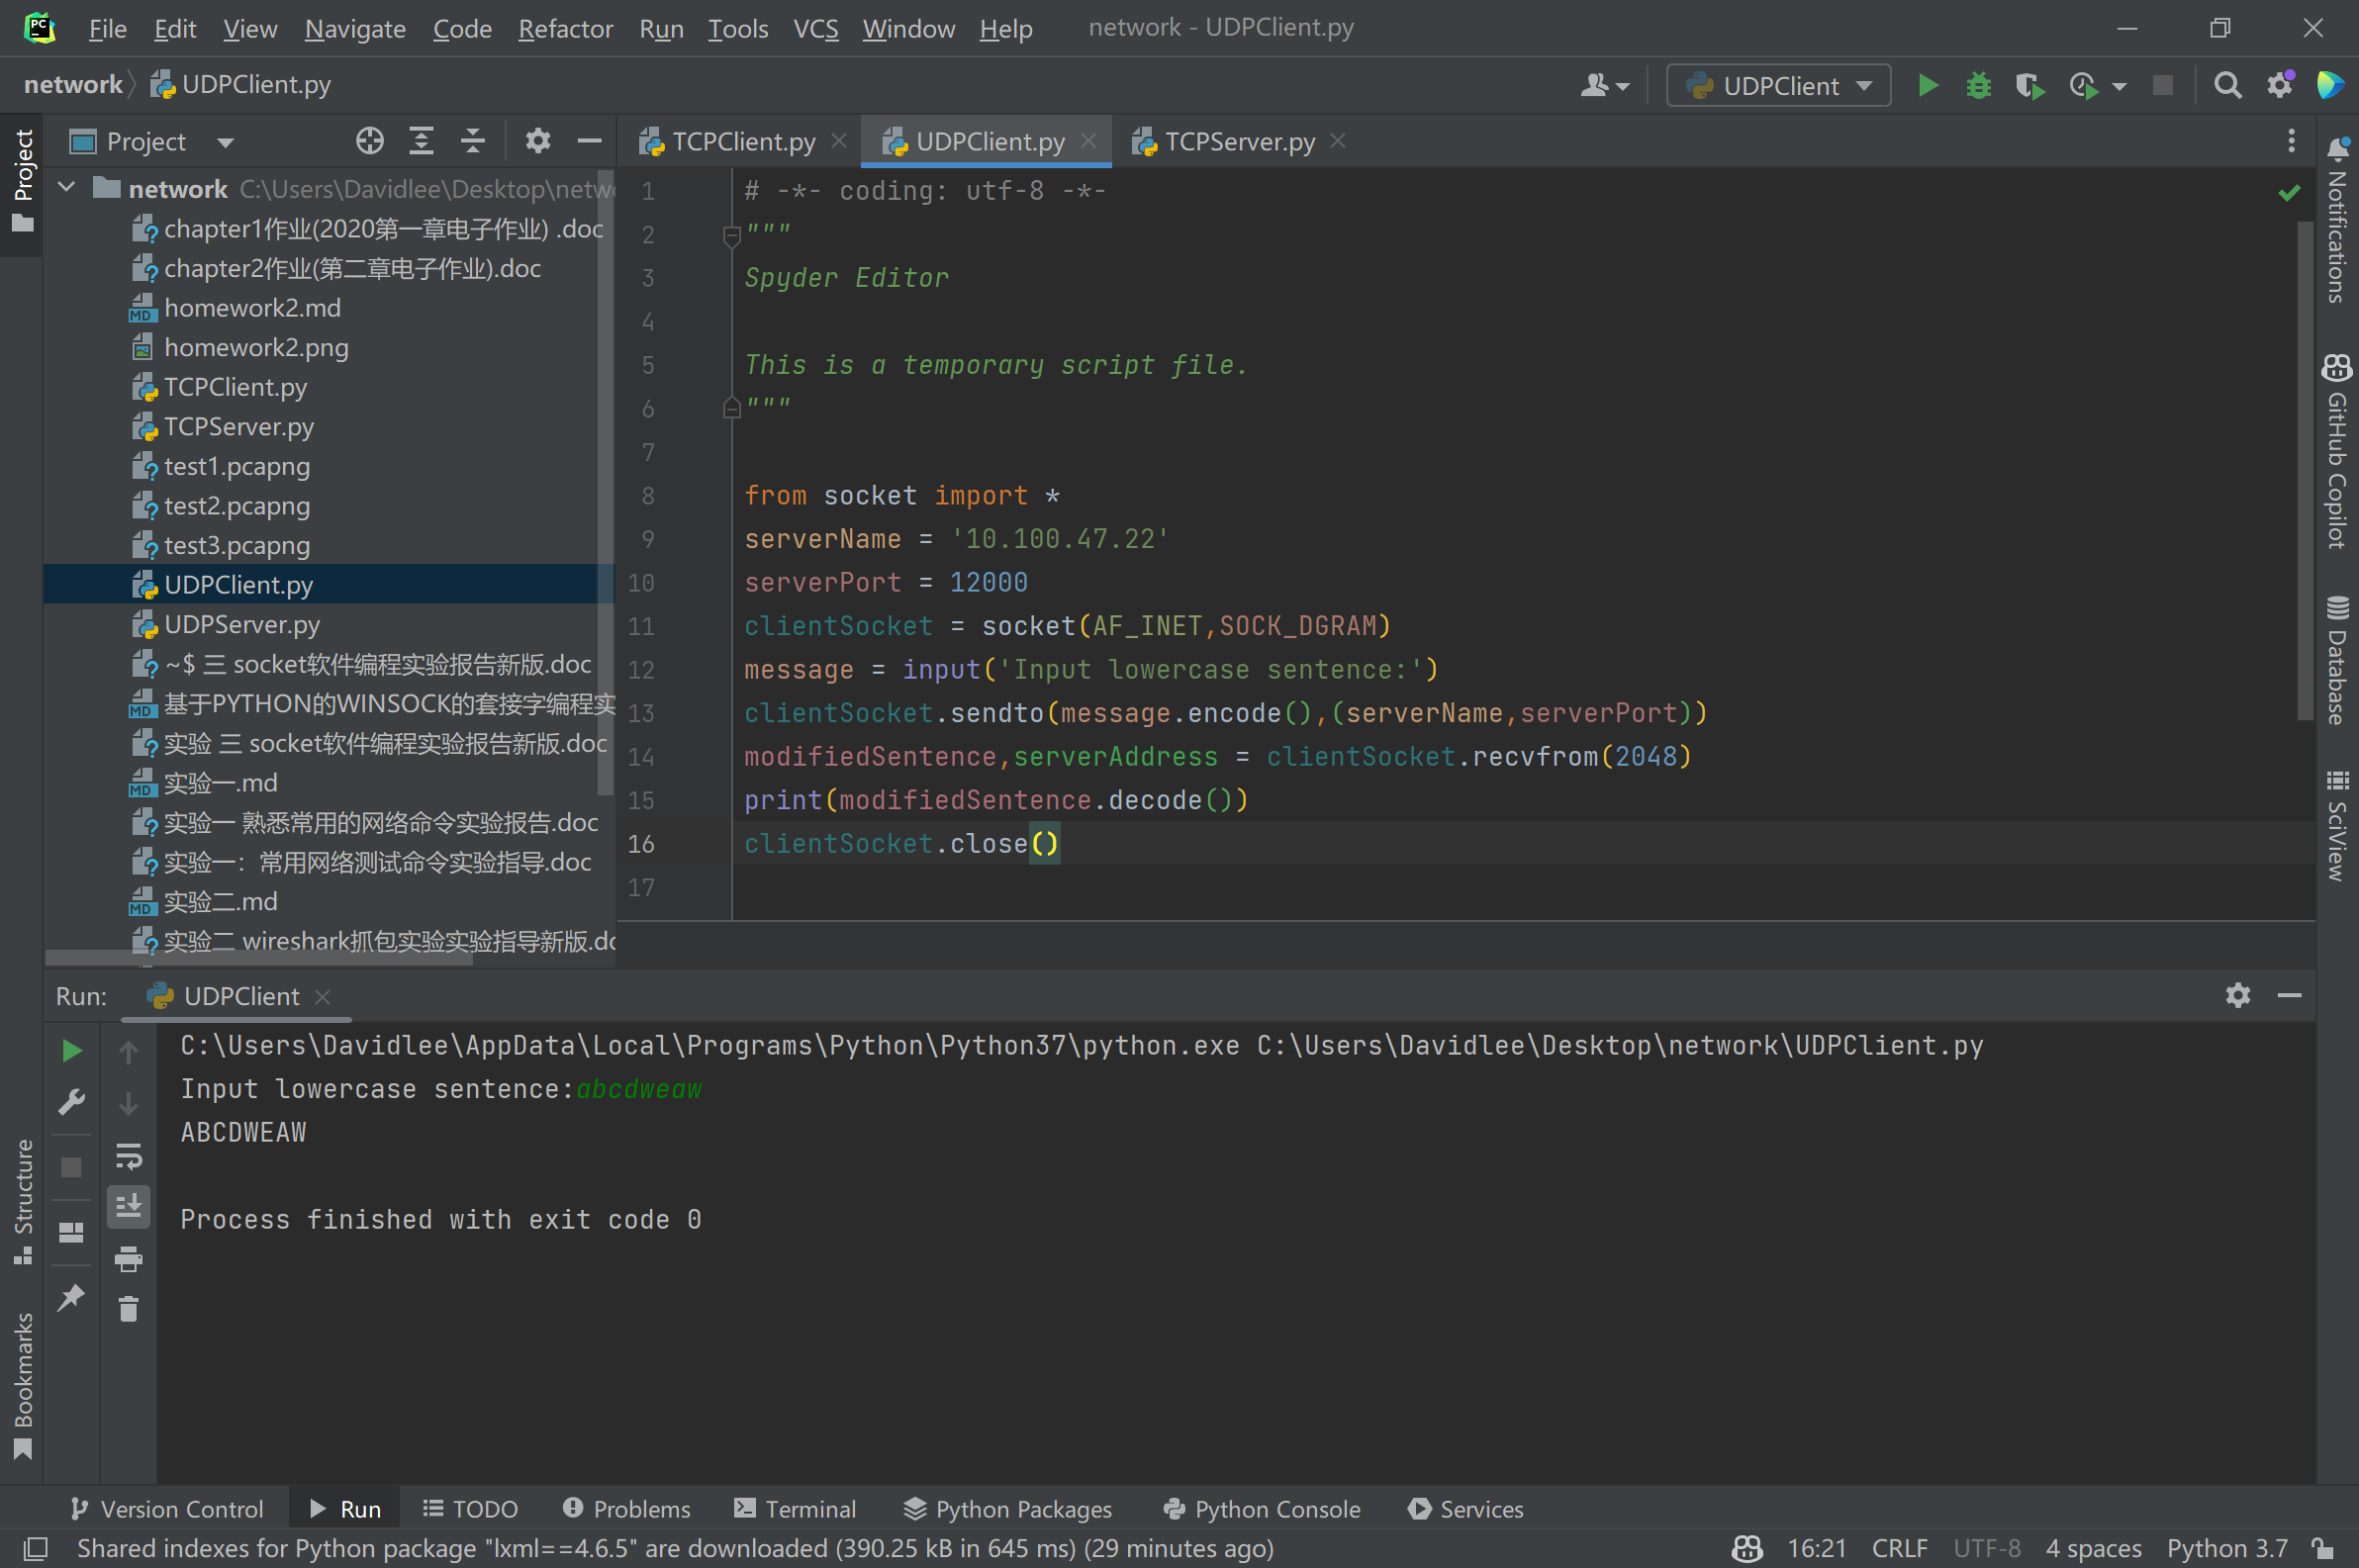 File Edit View Navigate Code Refactor Run Tools VCS Window Help network - UDPClient.py
network UDPClient.py UDPClient
Project
Project
TCPClient.py UDPClient.py TCPServer.py
network C:\Users\Davidlee\Desktop\netwo
chapter1作业(2020第一章电子作业) .doc
chapter2作业(第二章电子作业).doc
homework2.md
homework2.png
TCPClient.py
TCPServer.py
test1.pcapng
test2.pcapng
test3.pcapng
UDPClient.py
UDPServer.py
~$ 三 socket软件编程实验报告新版.doc
基于PYTHON的WINSOCK的套接字编程实
实验 三 socket软件编程实验报告新版.doc
实验一.md
实验一 熟悉常用的网络命令实验报告.doc
实验一：常用网络测试命令实验指导.doc
实验二.md
实验二 wireshark抓包实验实验指导新版.dc
1 # -*- coding: utf-8 -*-
2 """
3 Spyder Editor
4
5 This is a temporary script file.
6 """
7
8 from socket import *
9 serverName = '10.100.47.22'
10 serverPort = 12000
11 clientSocket = socket(AF_INET,SOCK_DGRAM)
12 message = input('Input lowercase sentence:')
13 clientSocket.sendto(message.encode(),(serverName,serverPort))
14 modifiedSentence,serverAddress = clientSocket.recvfrom(2048)
15 print(modifiedSentence.decode())
16 clientSocket.close()
17
Notifications
GitHub Copilot
Database
SciView
Run: UDPClient
C:\Users\Davidlee\AppData\Local\Programs\Python\Python37\python.exe C:\Users\Davidlee\Desktop\network\UDPClient.py
Input lowercase sentence:abcdweaw
ABCDWEAW
Process finished with exit code 0
Structure
Bookmarks
Version Control Run TODO Problems Terminal Python Packages Python Console Services
Shared indexes for Python package "lxml==4.6.5" are downloaded (390.25 kB in 645 ms) (29 minutes ago) 16:21 CRLF UTF-8 4 spaces Python 3.7